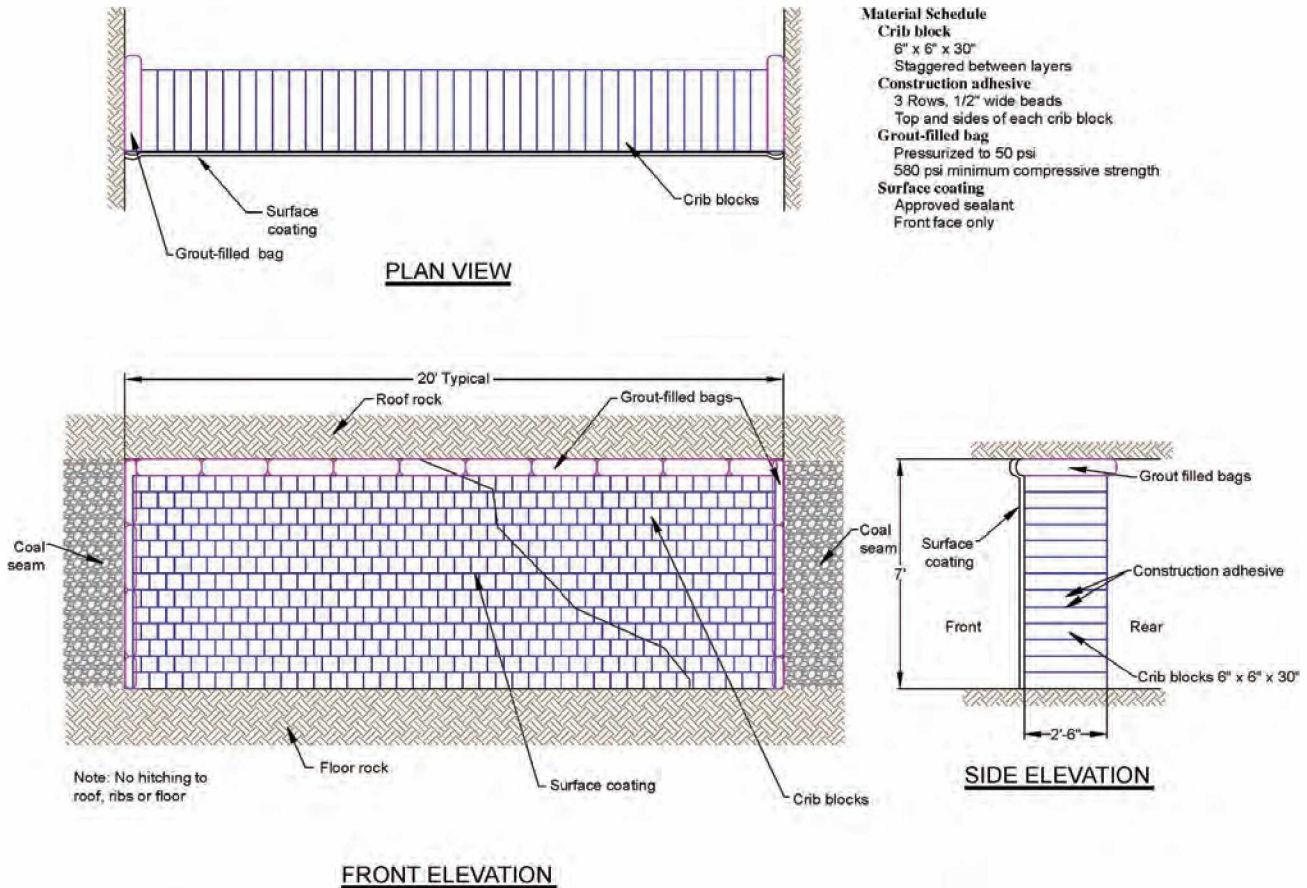 Material Schedule
Crib block
6" x 6" x 30"
Staggered between layers
Construction adhesive
3 Rows, 1/2" wide beads
Top and sides of each crib block
Grout-filled bag
Pressurized to 50 psi
580 psi minimum compressive strength
Surface coating
Approved sealant
Front face only
Surface
coating
Crib blocks
Grout-filled bag
PLAN VIEW
20' Typical
Roof rock
Grout-filled bags
Coal
seam
Coal
seam
Floor rock
Surface coating
Crib blocks
Note: No hitching to
roof, ribs or floor
FRONT ELEVATION
Grout filled bags
Surface
coating
7'
Construction adhesive
Front
Rear
Crib blocks 6" x 6" x 30"
2'-6"
SIDE ELEVATION